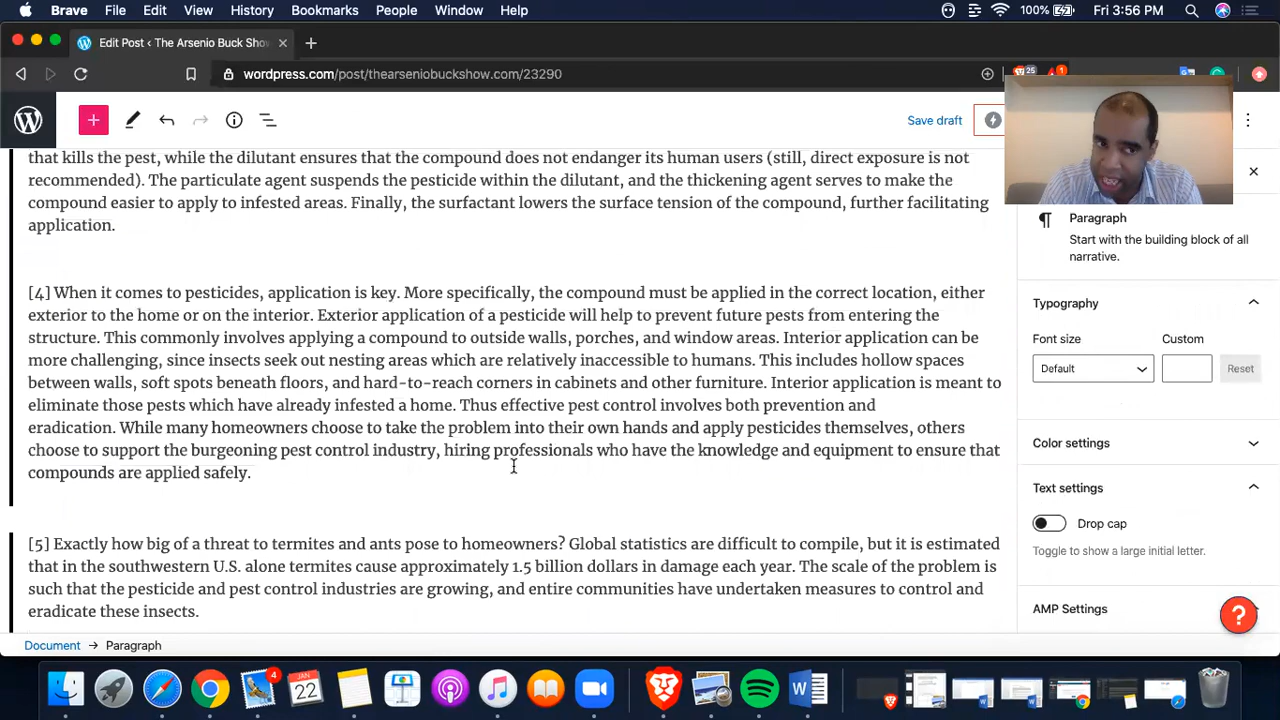 Brave File Edit View History Bookmarks People Window Help 100% Fri 3:56 PM
Edit Post ‹ The Arsenio Buck Show
wordpress.com/post/thearseniobuckshow.com/23290
25 1
Save draft
that kills the pest, while the dilutant ensures that the compound does not endanger its human users (still, direct exposure is not
recommended). The particulate agent suspends the pesticide within the dilutant, and the thickening agent serves to make the
compound easier to apply to infested areas. Finally, the surfactant lowers the surface tension of the compound, further facilitating
application.
[4] When it comes to pesticides, application is key. More specifically, the compound must be applied in the correct location, either
exterior to the home or on the interior. Exterior application of a pesticide will help to prevent future pests from entering the
structure. This commonly involves applying a compound to outside walls, porches, and window areas. Interior application can be
more challenging, since insects seek out nesting areas which are relatively inaccessible to humans. This includes hollow spaces
between walls, soft spots beneath floors, and hard-to-reach corners in cabinets and other furniture. Interior application is meant to
eliminate those pests which have already infested a home. Thus effective pest control involves both prevention and
eradication. While many homeowners choose to take the problem into their own hands and apply pesticides themselves, others
choose to support the burgeoning pest control industry, hiring professionals who have the knowledge and equipment to ensure that
compounds are applied safely.
[5] Exactly how big of a threat to termites and ants pose to homeowners? Global statistics are difficult to compile, but it is estimated
that in the southwestern U.S. alone termites cause approximately 1.5 billion dollars in damage each year. The scale of the problem is
such that the pesticide and pest control industries are growing, and entire communities have undertaken measures to control and
eradicate these insects.
Paragraph
Start with the building block of all
narrative.
Typography
Font size Custom
Default Reset
Color settings
Text settings
Drop cap
Toggle to show a large initial letter.
AMP Settings
?
Document → Paragraph
4
JAN
22